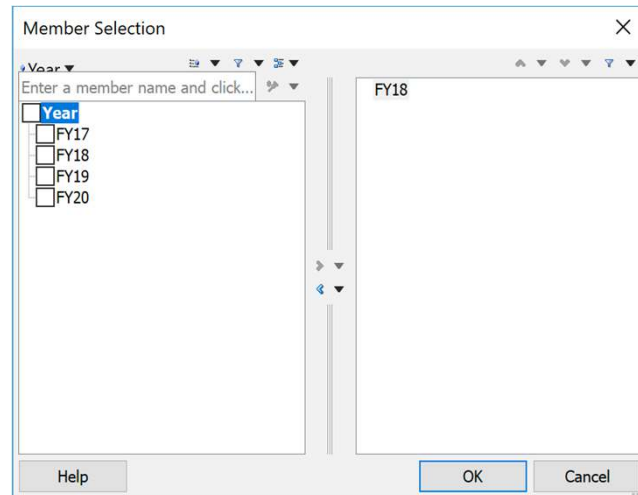 Member Selection
Year
Enter a member name and click...
Year
FY17
FY18
FY19
FY20
FY18
Help
OK
Cancel